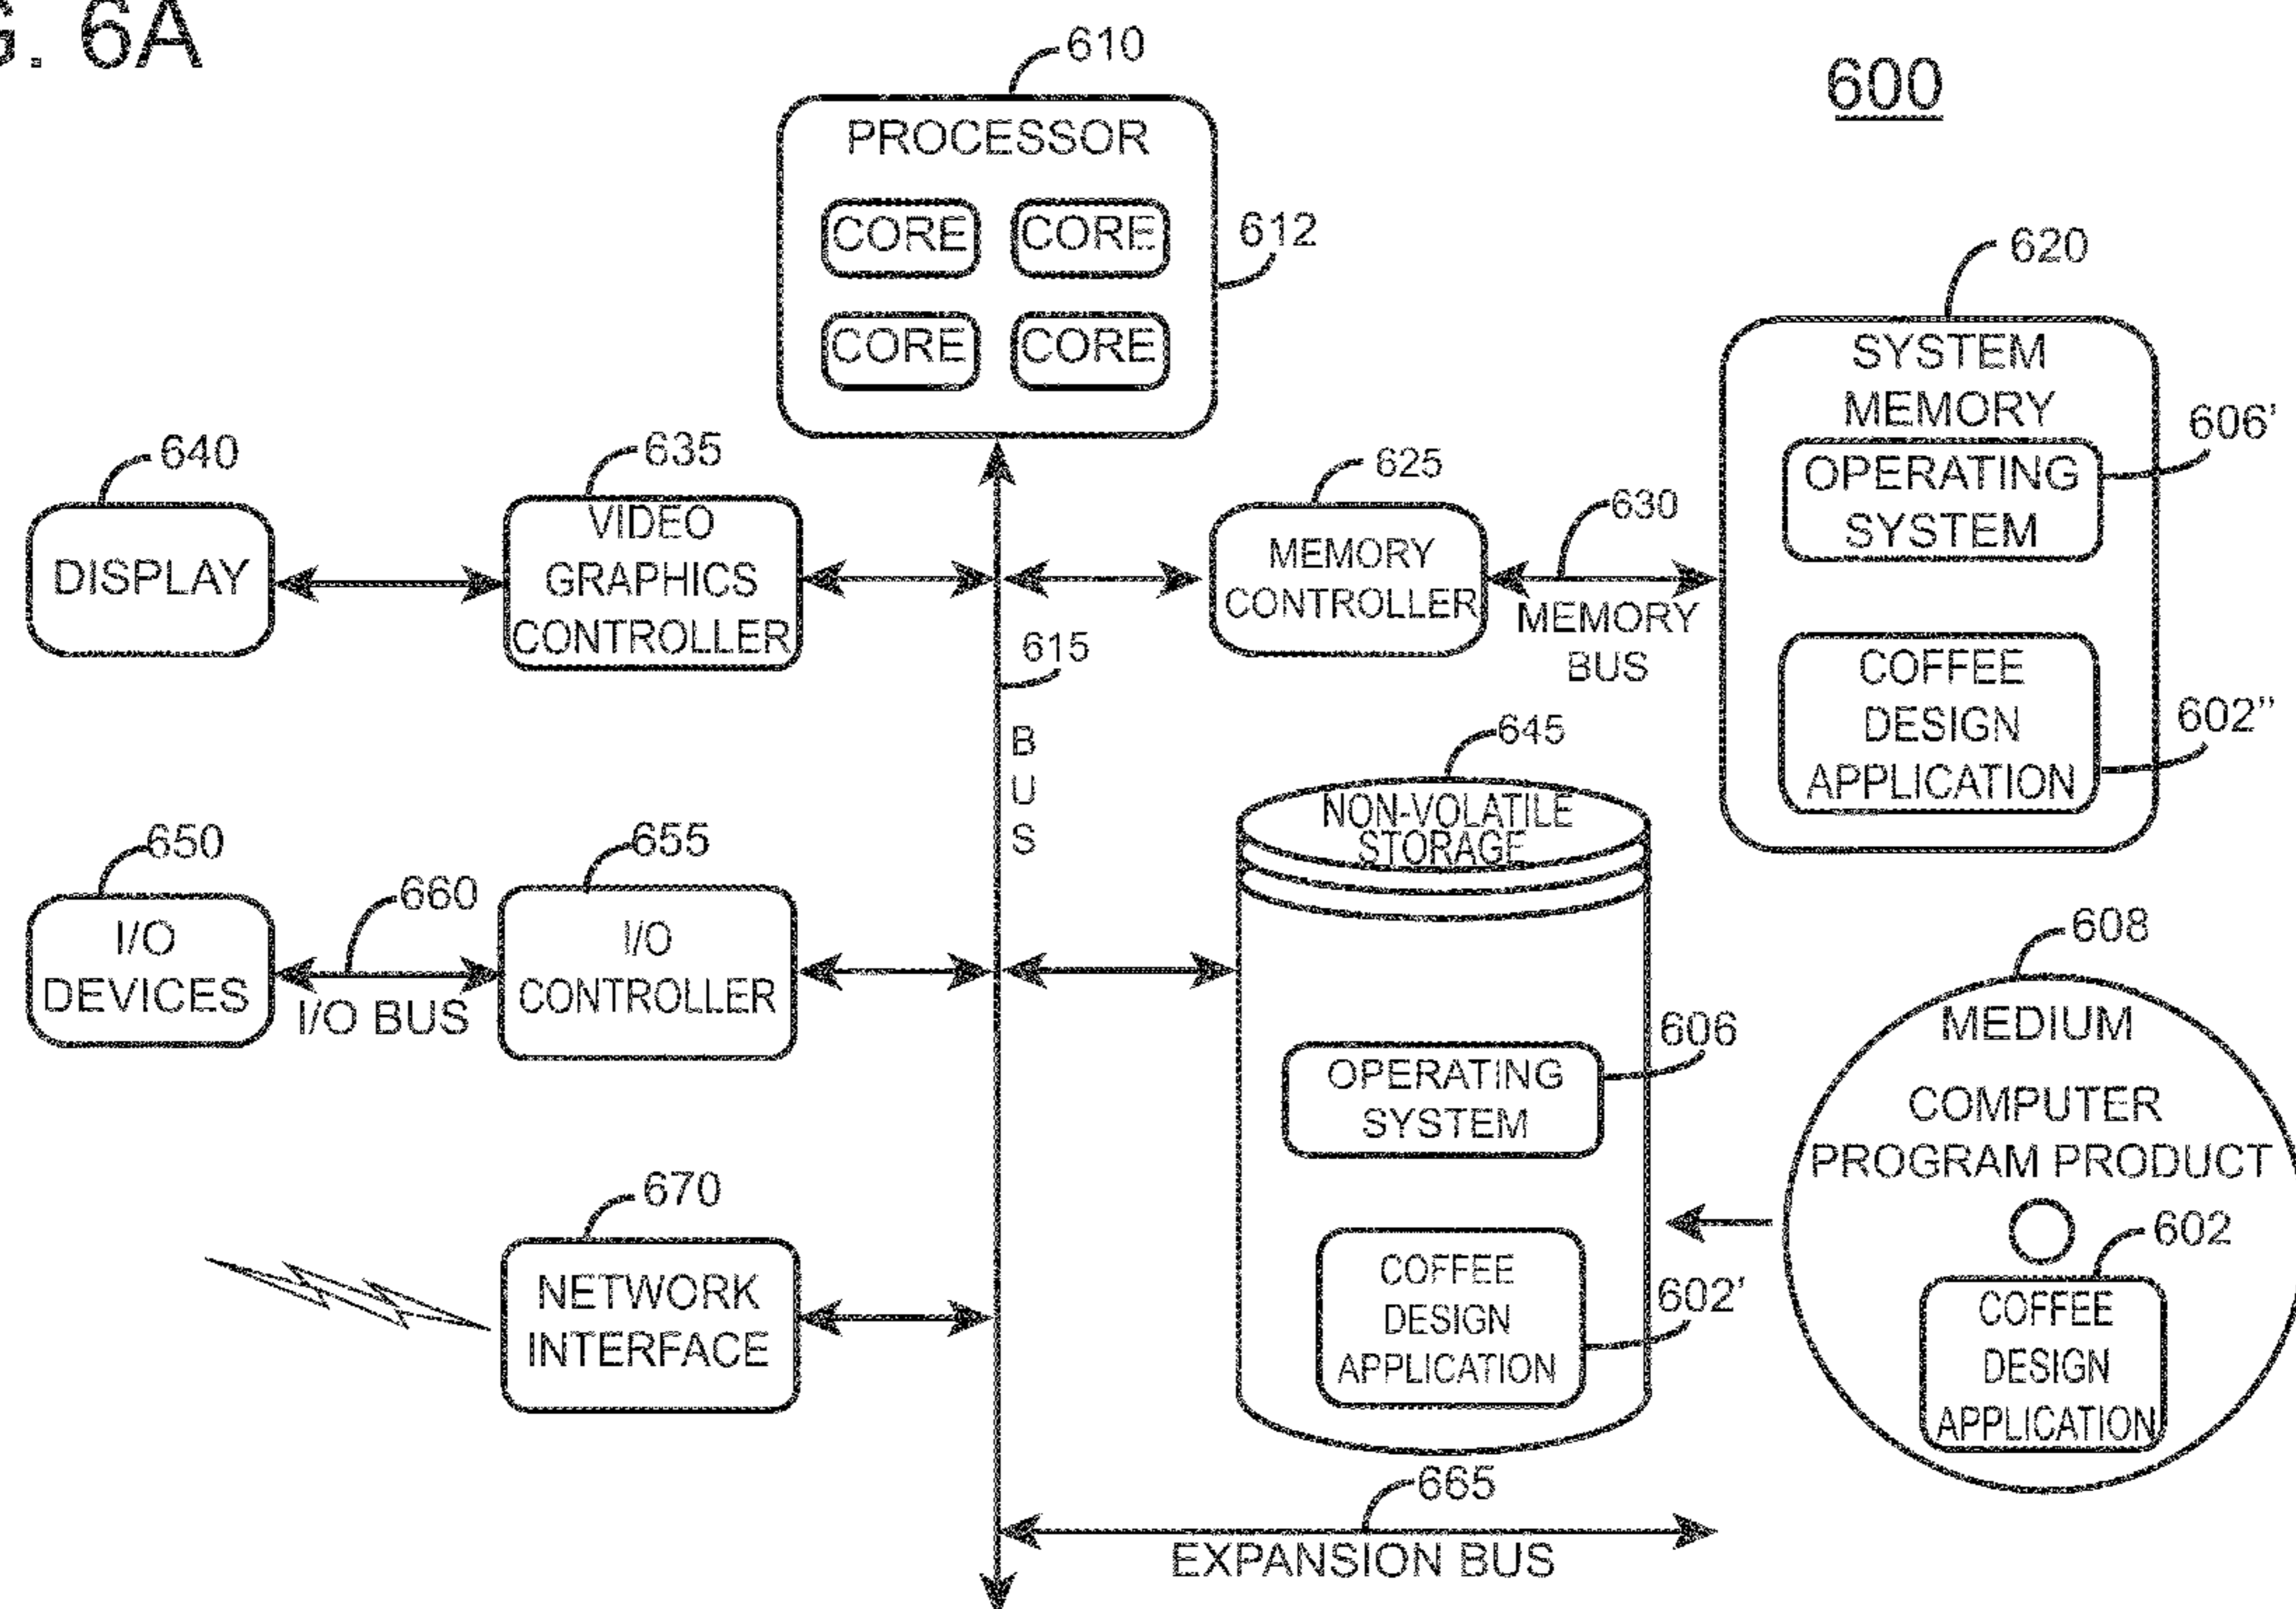 G. 6A
600
610
PROCESSOR
CORE
CORE
CORE
CORE
612
620
SYSTEM
MEMORY
606’
OPERATING
SYSTEM
COFFEE
DESIGN
APPLICATION
602’’
640
DISPLAY
635
VIDEO
GRAPHICS
CONTROLLER
625
MEMORY
CONTROLLER
630
MEMORY
BUS
615
BUS
645
NON-VOLATILE
STORAGE
650
I/O
DEVICES
660
I/O BUS
655
I/O
CONTROLLER
606
OPERATING
SYSTEM
608
MEDIUM
COMPUTER
PROGRAM PRODUCT
602
COFFEE
DESIGN
APPLICATION
670
NETWORK
INTERFACE
COFFEE
DESIGN
APPLICATION
602’
665
EXPANSION BUS